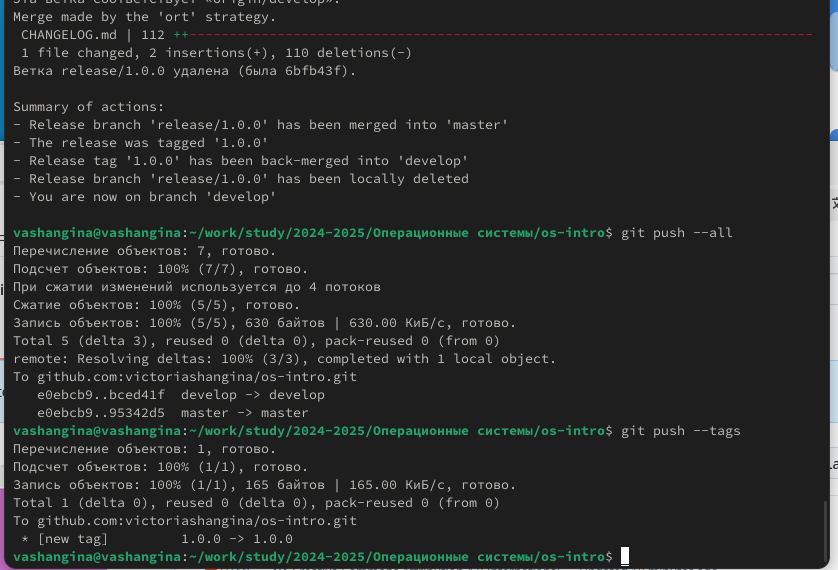 Эта ветка соответствует «origin/develop».
Merge made by the 'ort' strategy.
 CHANGELOG.md | 112 ++------------------------------------------------------------------------------
 1 file changed, 2 insertions(+), 110 deletions(-)
Ветка release/1.0.0 удалена (была 6bfb43f).

Summary of actions:
- Release branch 'release/1.0.0' has been merged into 'master'
- The release was tagged '1.0.0'
- Release tag '1.0.0' has been back-merged into 'develop'
- Release branch 'release/1.0.0' has been locally deleted
- You are now on branch 'develop'

vashangina@vashangina:~/work/study/2024-2025/Операционные системы/os-intro$ git push --all
Перечисление объектов: 7, готово.
Подсчет объектов: 100% (7/7), готово.
При сжатии изменений используется до 4 потоков
Сжатие объектов: 100% (5/5), готово.
Запись объектов: 100% (5/5), 630 байтов | 630.00 КиБ/с, готово.
Total 5 (delta 3), reused 0 (delta 0), pack-reused 0 (from 0)
remote: Resolving deltas: 100% (3/3), completed with 1 local object.
To github.com:victoriashangina/os-intro.git
   e0ebcb9..bced41f  develop -> develop
   e0ebcb9..95342d5  master -> master
vashangina@vashangina:~/work/study/2024-2025/Операционные системы/os-intro$ git push --tags
Перечисление объектов: 1, готово.
Подсчет объектов: 100% (1/1), готово.
Запись объектов: 100% (1/1), 165 байтов | 165.00 КиБ/с, готово.
Total 1 (delta 0), reused 0 (delta 0), pack-reused 0 (from 0)
To github.com:victoriashangina/os-intro.git
 * [new tag]         1.0.0 -> 1.0.0
vashangina@vashangina:~/work/study/2024-2025/Операционные системы/os-intro$